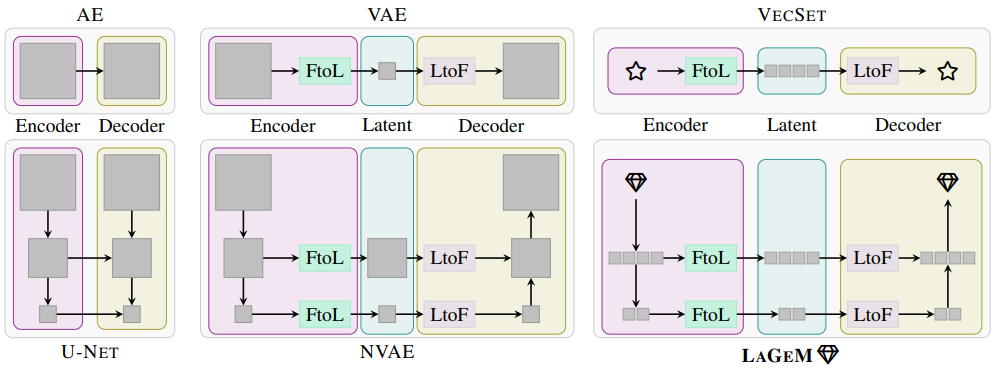 AE
VAE
VECSET
FtoL
LtoF
FtoL
LtoF
Encoder Decoder
Encoder Latent Decoder
Encoder Latent Decoder
FtoL
LtoF
FtoL
LtoF
FtoL
LtoF
FtoL
LtoF
U-NET
NVAE
LAGEM